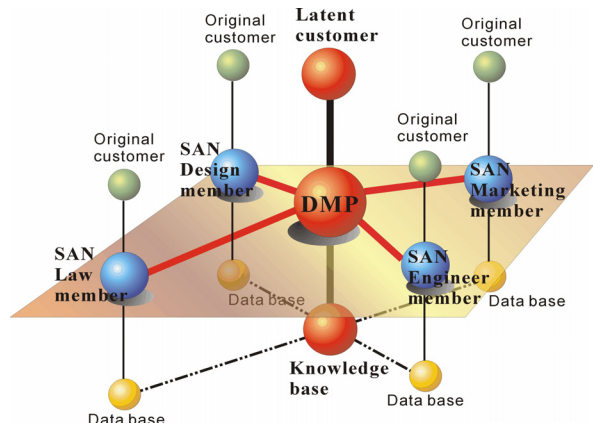 Original
customer
Latent
customer
Original
customer
Original
customer
Original
customer
SAN
Design
member
SAN
Marketing
member
DMP
SAN
Law
member
SAN
Engineer
member
Data base
Data base
Knowledge
base
Data base
Data base